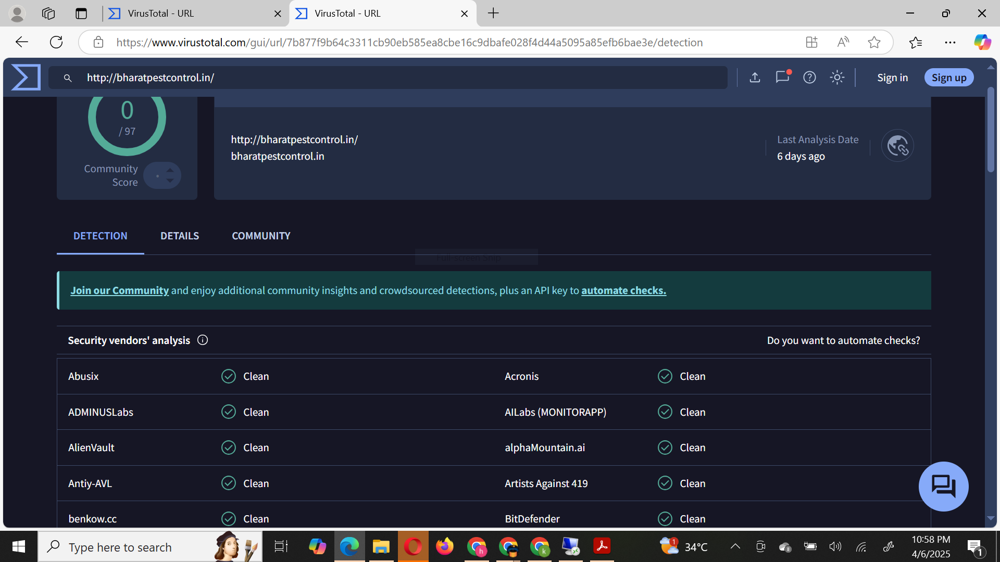 VirusTotal - URL
VirusTotal - URL
https://www.virustotal.com/gui/url/7b877f9b64c3311cb90eb585ea8cbe16c9dbafe028f4d44a5095a85efb6bae3e/detection
http://bharatpestcontrol.in/
Sign in
Sign up
0
/ 97
Community
Score
http://bharatpestcontrol.in/
bharatpestcontrol.in
Last Analysis Date
6 days ago
DETECTION
DETAILS
COMMUNITY
Full-screen Snip
Join our Community and enjoy additional community insights and crowdsourced detections, plus an API key to automate checks.
Security vendors' analysis
Do you want to automate checks?
Abusix Clean Acronis Clean
ADMINUSLabs Clean AILabs (MONITORAPP) Clean
AlienVault Clean alphaMountain.ai Clean
Antiy-AVL Clean Artists Against 419 Clean
benkow.cc Clean BitDefender Clean
Type here to search
h
k
1
34°C
10:58 PM
4/6/2025
1